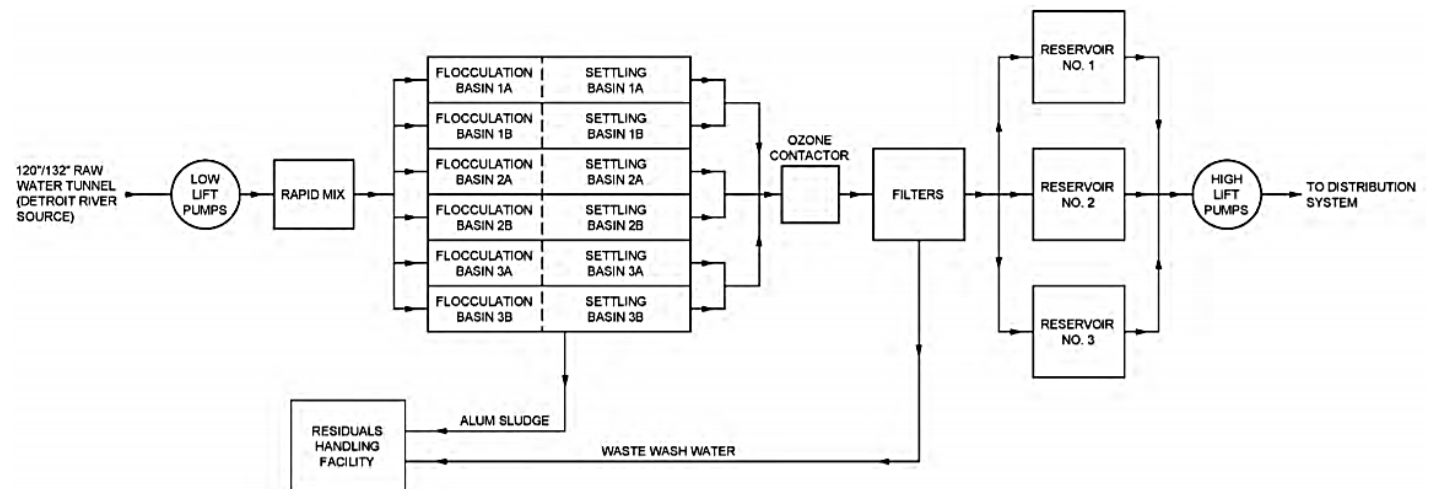 120"/132" RAW
WATER TUNNEL
(DETROIT RIVER
SOURCE)
LOW
LIFT
PUMPS
RAPID MIX
FLOCCULATION
BASIN 1A
SETTLING
BASIN 1A
FLOCCULATION
BASIN 1B
SETTLING
BASIN 1B
FLOCCULATION
BASIN 2A
SETTLING
BASIN 2A
FLOCCULATION
BASIN 2B
SETTLING
BASIN 2B
FLOCCULATION
BASIN 3A
SETTLING
BASIN 3A
FLOCCULATION
BASIN 3B
SETTLING
BASIN 3B
OZONE
CONTACTOR
FILTERS
RESERVOIR
NO. 1
RESERVOIR
NO. 2
RESERVOIR
NO. 3
HIGH
LIFT
PUMPS
TO DISTRIBUTION
SYSTEM
ALUM SLUDGE
WASTE WASH WATER
RESIDUALS
HANDLING
FACILITY